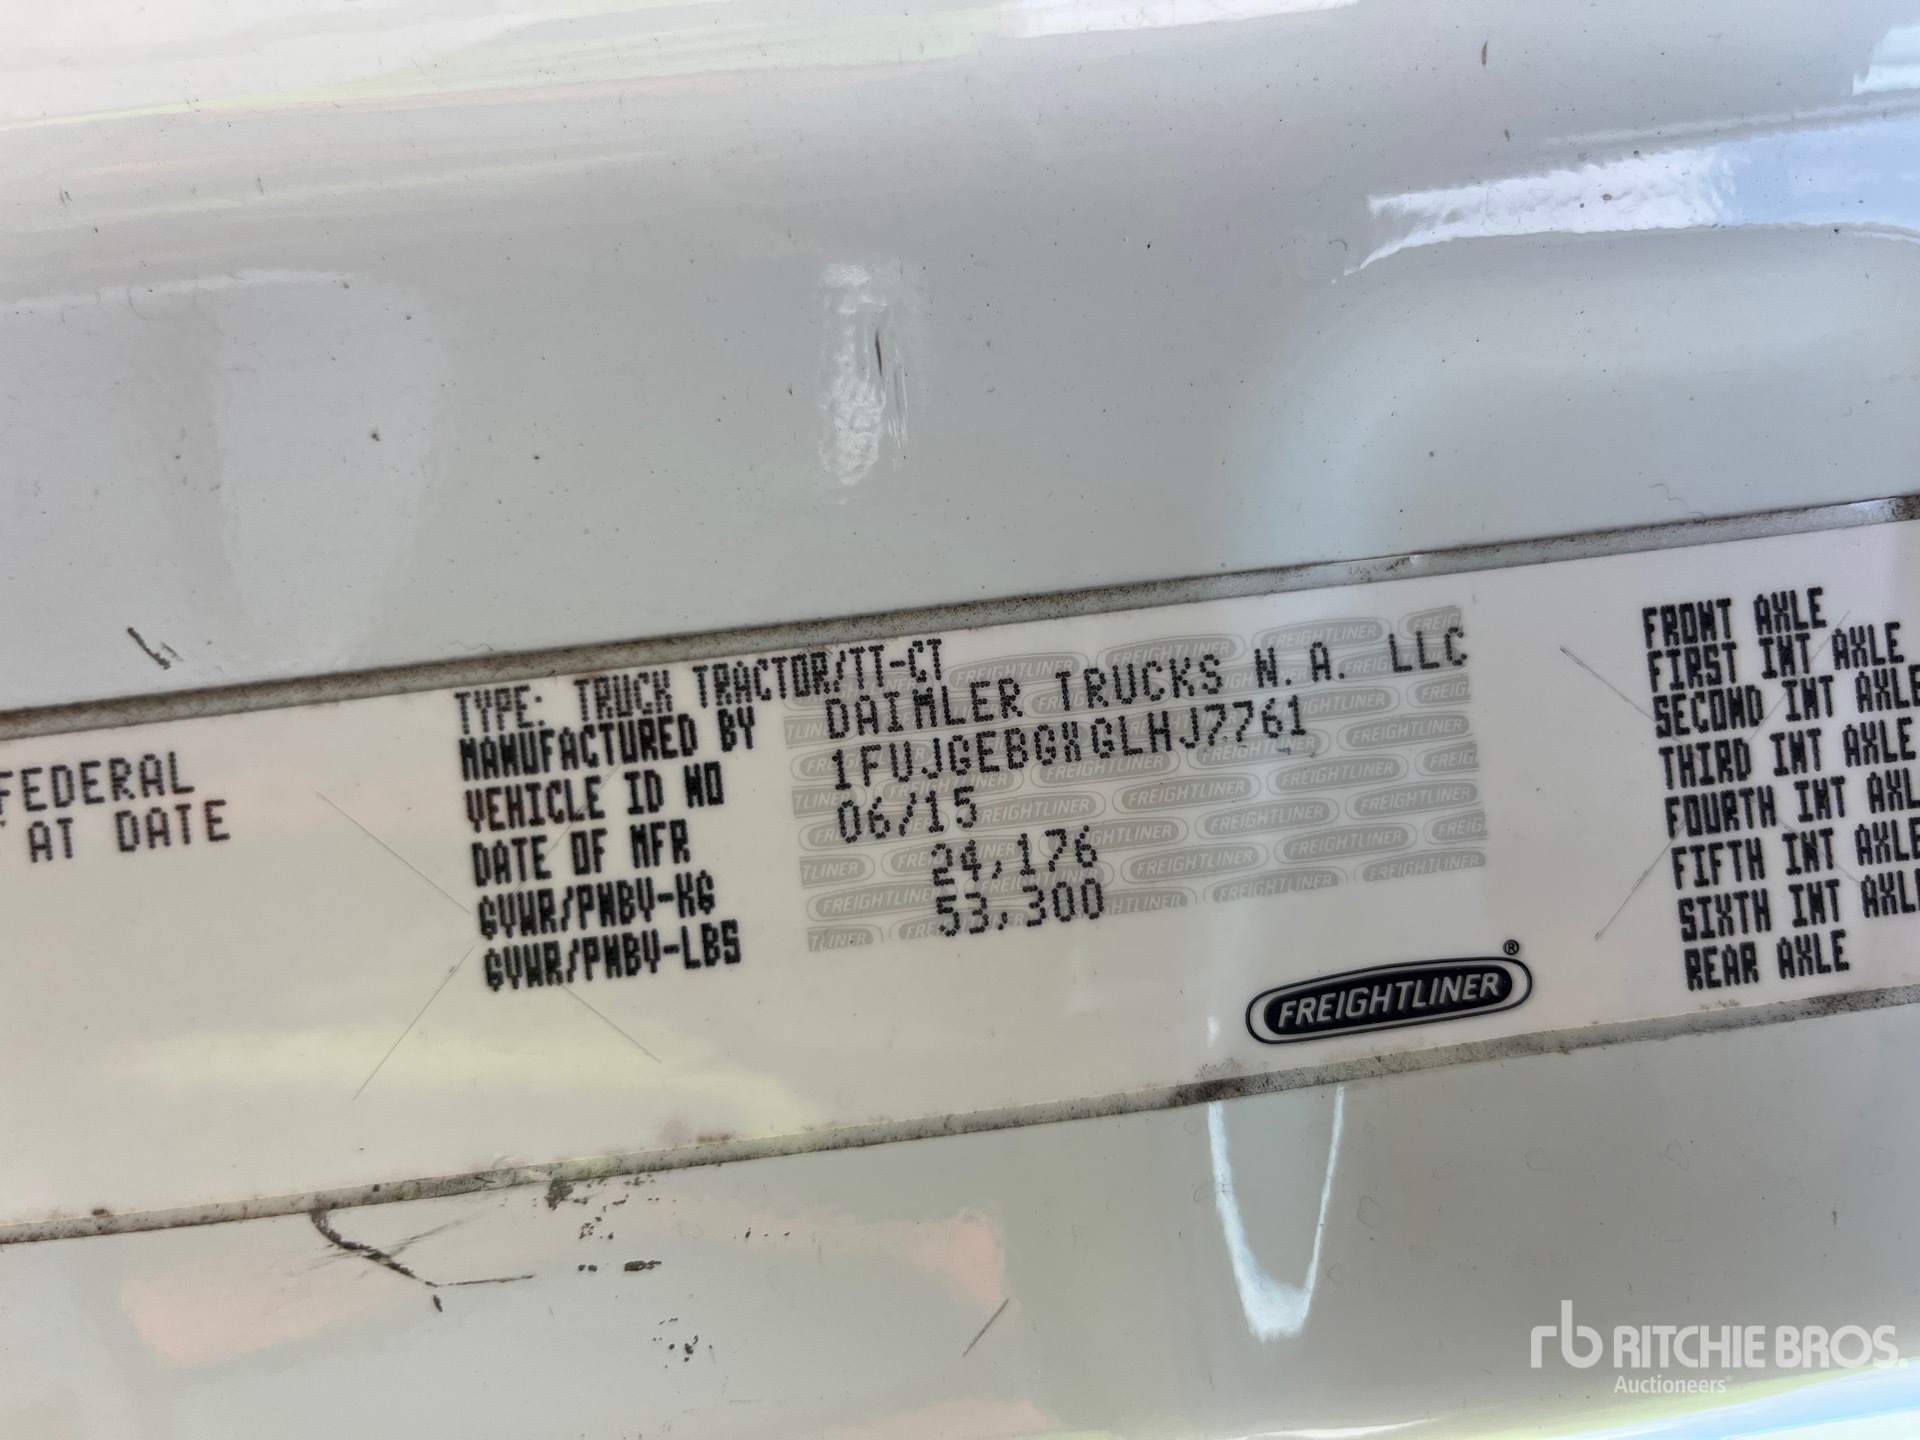 FEDERAL
AT DATE
TYPE: TRUCK TRACTOR/TT-CT
MANUFACTURED BY DAIMLER TRUCKS N.A. LLC
VEHICLE ID NO 1FUJGEBGXGLHJ7761
DATE OF MFR 06/15
GVWR/PNBV-KG 24,176
GVWR/PNBV-LBS 53,300
FREIGHTLINER®
FRONT AXLE
FIRST INT AXLE
SECOND INT AXLE
THIRD INT AXLE
FOURTH INT AXL
FIFTH INT AXLE
SIXTH INT AXLE
REAR AXLE
rb RITCHIE BROS.
Auctioneers